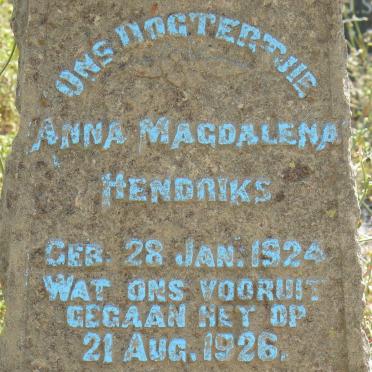 ONS DOGTERTJIE
ANNA MAGDALENA
HENDRIKS
GEB. 28 JAN. 1924
WAT ONS VOORUIT
GEGAAN HET OP
21 AUG. 1926.